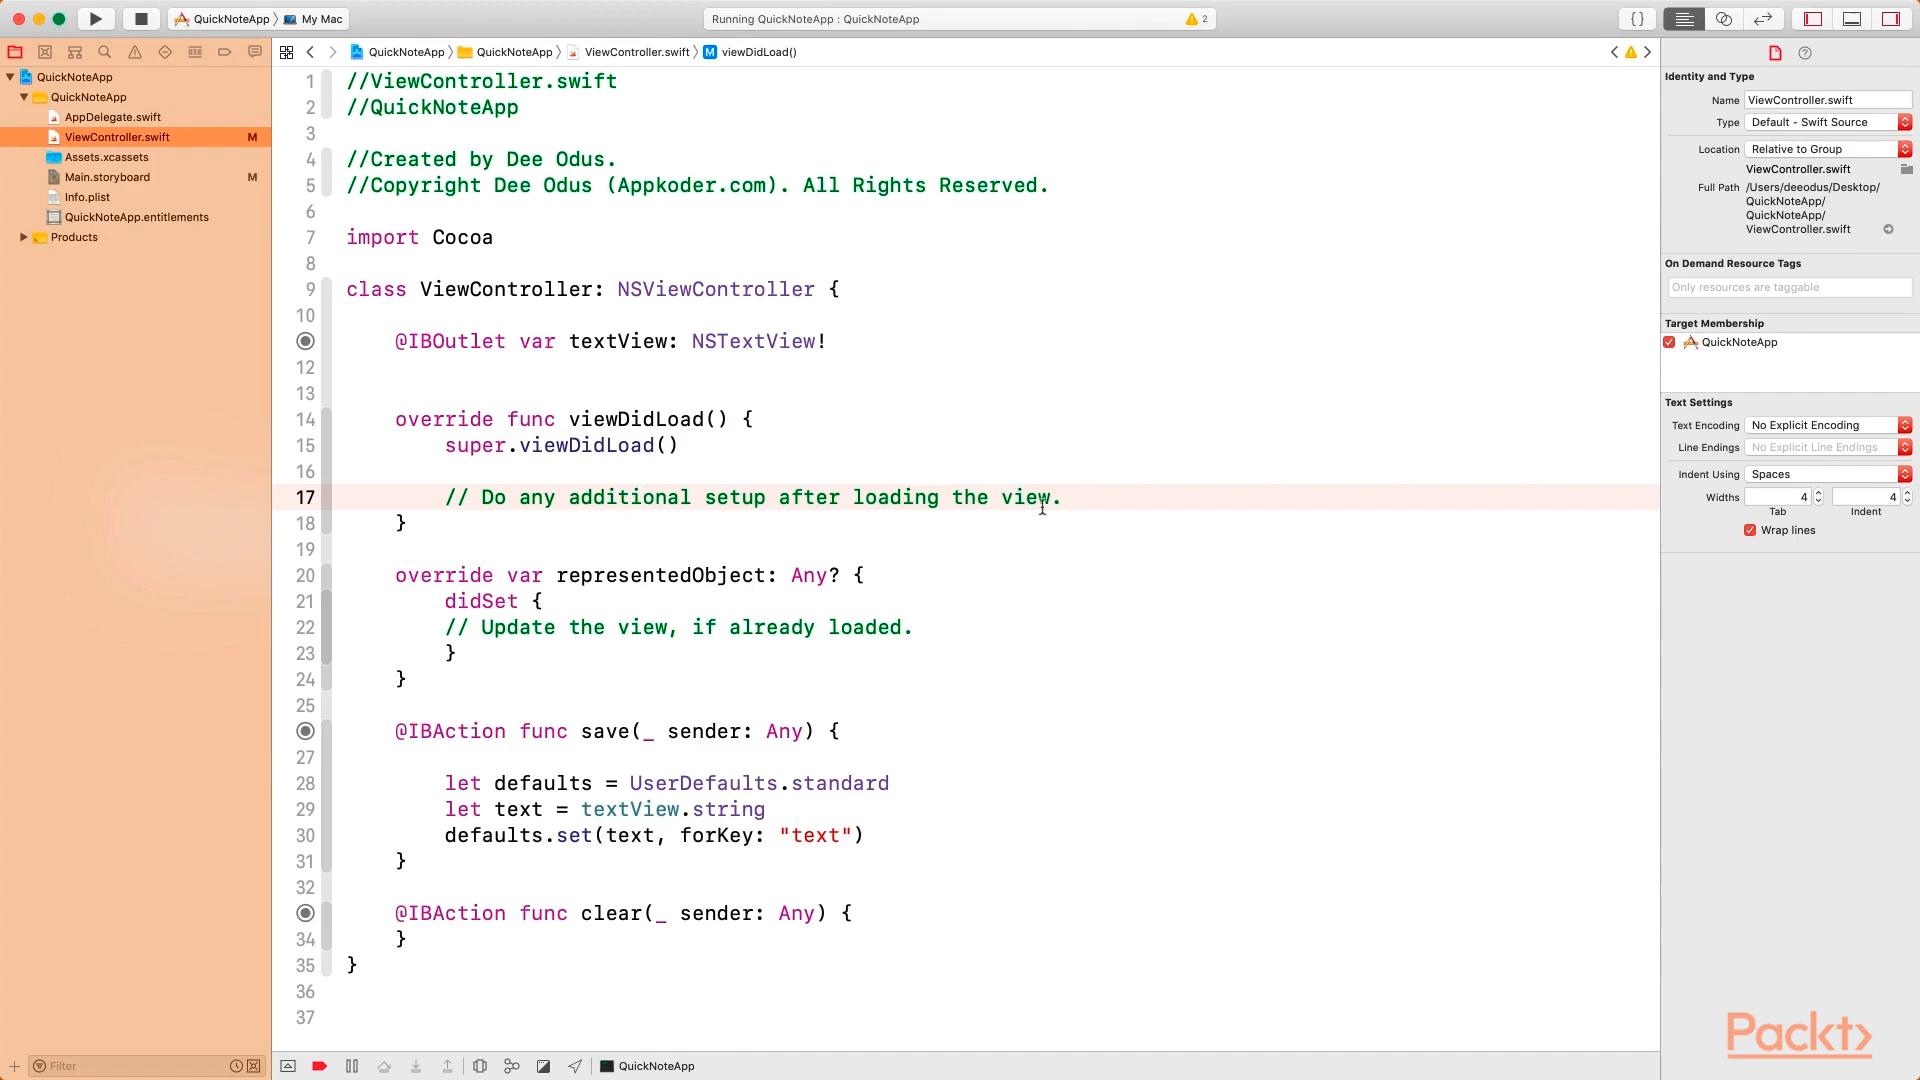 QuickNoteApp
My Mac
Running QuickNoteApp : QuickNoteApp
2
{ }
QuickNoteApp
QuickNoteApp
ViewController.swift
M
viewDidLoad()
QuickNoteApp
QuickNoteApp
AppDelegate.swift
ViewController.swift
M
Assets.xcassets
Main.storyboard
M
Info.plist
QuickNoteApp.entitlements
Products
Filter
1 //ViewController.swift
2 //QuickNoteApp
3
4 //Created by Dee Odus.
5 //Copyright Dee Odus (Appkoder.com). All Rights Reserved.
6
7 import Cocoa
8
9 class ViewController: NSViewController {
10
@IBOutlet var textView: NSTextView!
12
13
14 override func viewDidLoad() {
15 super.viewDidLoad()
16
17 // Do any additional setup after loading the view.
18 }
19
20 override var representedObject: Any? {
21 didSet {
22 // Update the view, if already loaded.
23 }
24 }
25
@IBAction func save(_ sender: Any) {
27
28 let defaults = UserDefaults.standard
29 let text = textView.string
30 defaults.set(text, forKey: "text")
31 }
32
@IBAction func clear(_ sender: Any) {
34 }
35 }
36
37
QuickNoteApp
Identity and Type
Name ViewController.swift
Type Default - Swift Source
Location Relative to Group
ViewController.swift
Full Path /Users/deeodus/Desktop/
QuickNoteApp/
QuickNoteApp/
ViewController.swift
On Demand Resource Tags
Only resources are taggable
Target Membership
QuickNoteApp
Text Settings
Text Encoding No Explicit Encoding
Line Endings No Explicit Line Endings
Indent Using Spaces
Widths 4 4
Tab Indent
Wrap lines
Packt>